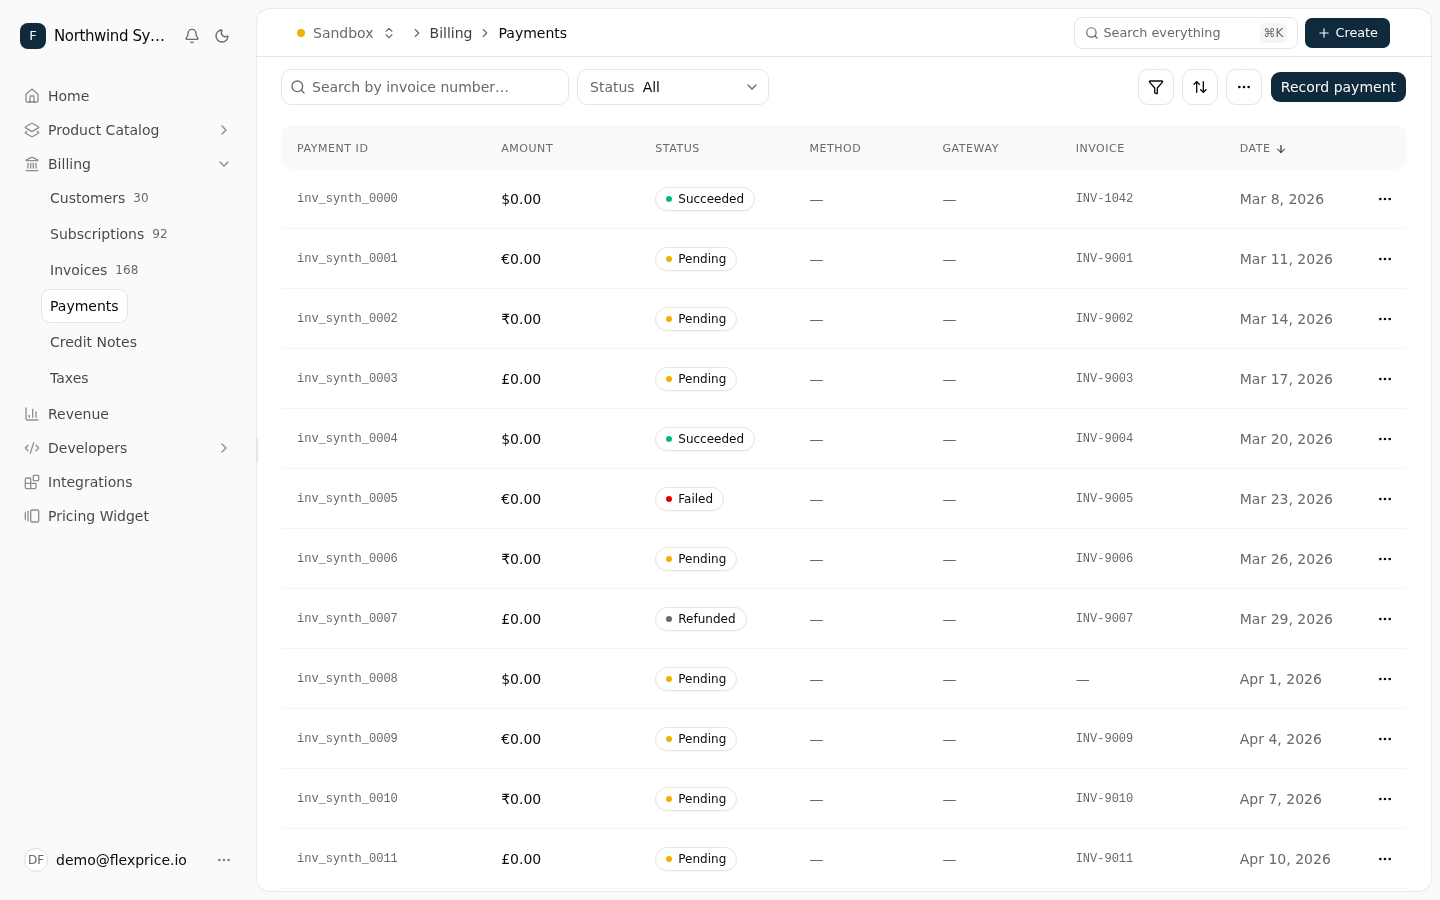 F Northwind Sy...
Home
Product Catalog
Billing
Customers 30
Subscriptions 92
Invoices 168
Payments
Credit Notes
Taxes
Revenue
Developers
Integrations
Pricing Widget
DF demo@flexprice.io
Sandbox Billing Payments
Search everything ⌘K
Create
Search by invoice number...
Status All
Record payment
PAYMENT ID AMOUNT STATUS METHOD GATEWAY INVOICE DATE
inv_synth_0000 $0.00 Succeeded — — INV-1042 Mar 8, 2026
inv_synth_0001 €0.00 Pending — — INV-9001 Mar 11, 2026
inv_synth_0002 ₹0.00 Pending — — INV-9002 Mar 14, 2026
inv_synth_0003 £0.00 Pending — — INV-9003 Mar 17, 2026
inv_synth_0004 $0.00 Succeeded — — INV-9004 Mar 20, 2026
inv_synth_0005 €0.00 Failed — — INV-9005 Mar 23, 2026
inv_synth_0006 ₹0.00 Pending — — INV-9006 Mar 26, 2026
inv_synth_0007 £0.00 Refunded — — INV-9007 Mar 29, 2026
inv_synth_0008 $0.00 Pending — — — Apr 1, 2026
inv_synth_0009 €0.00 Pending — — INV-9009 Apr 4, 2026
inv_synth_0010 ₹0.00 Pending — — INV-9010 Apr 7, 2026
inv_synth_0011 £0.00 Pending — — INV-9011 Apr 10, 2026